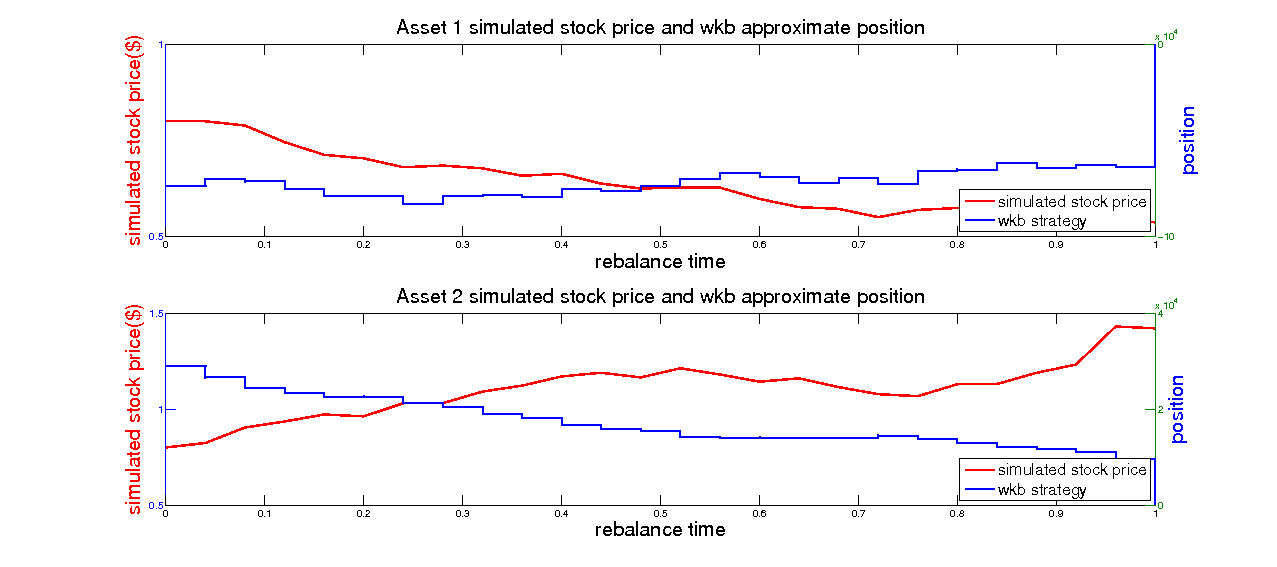 Asset 1 simulated stock price and wkb approximate position
x 10^4
1
0
simulated stock price($)
position
simulated stock price
wkb strategy
0.5
-10
0 0.1 0.2 0.3 0.4 0.5 0.6 0.7 0.8 0.9 1
rebalance time
Asset 2 simulated stock price and wkb approximate position
x 10^4
1.5
4
simulated stock price($)
position
1
2
simulated stock price
wkb strategy
0.5
0
0 0.1 0.2 0.3 0.4 0.5 0.6 0.7 0.8 0.9 1
rebalance time